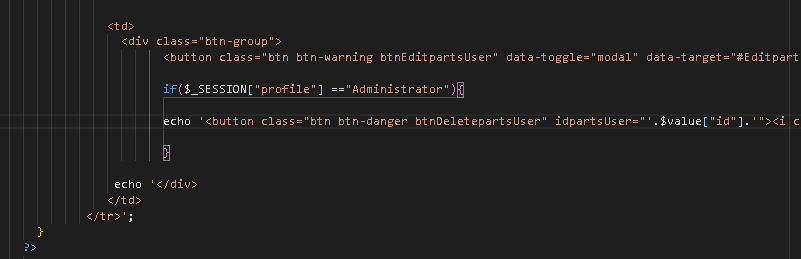 <td>
<div class="btn-group">
<button class="btn btn-warning btnEditpartsUser" data-toggle="modal" data-target="#Editpart
if($_SESSION["profile"] =="Administrator"){
echo '<button class="btn btn-danger btnDeletepartsUser" idpartsUser="'.$value["id"].'"><i c
}
echo '</div>
</td>
</tr>';
}
?>